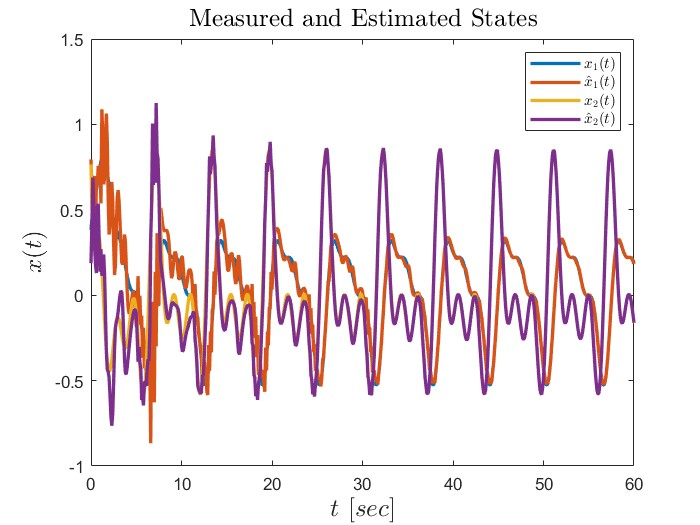 Measured and Estimated States
1.5
1
0.5
0
-0.5
-1
x(t)
x₁(t)
x̂₁(t)
x₂(t)
x̂₂(t)
0 10 20 30 40 50 60
t [sec]